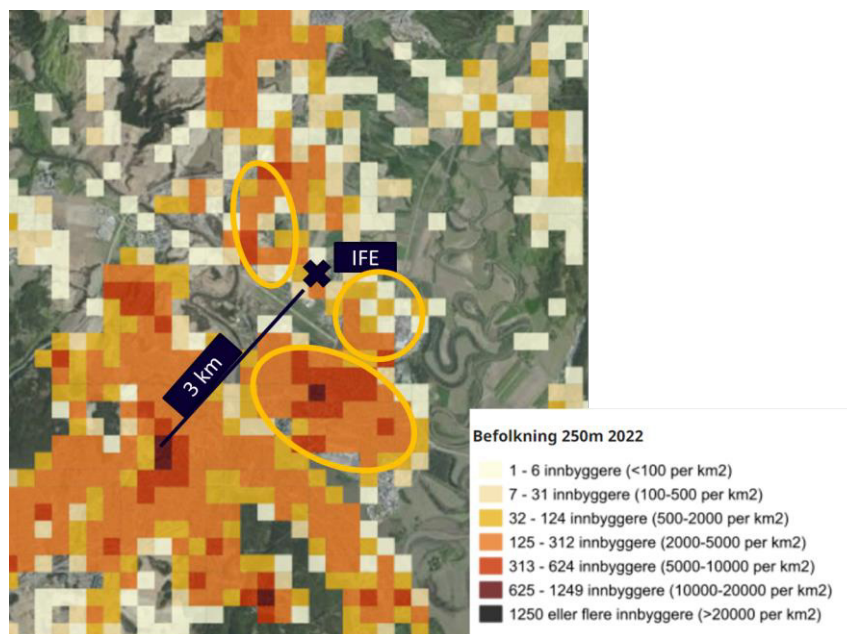 IFE
3 km
Befolkning 250m 2022
1 - 6 innbyggere (<100 per km2)
7 - 31 innbyggere (100-500 per km2)
32 - 124 innbyggere (500-2000 per km2)
125 - 312 innbyggere (2000-5000 per km2)
313 - 624 innbyggere (5000-10000 per km2)
625 - 1249 innbyggere (10000-20000 per km2)
1250 eller flere innbyggere (>20000 per km2)